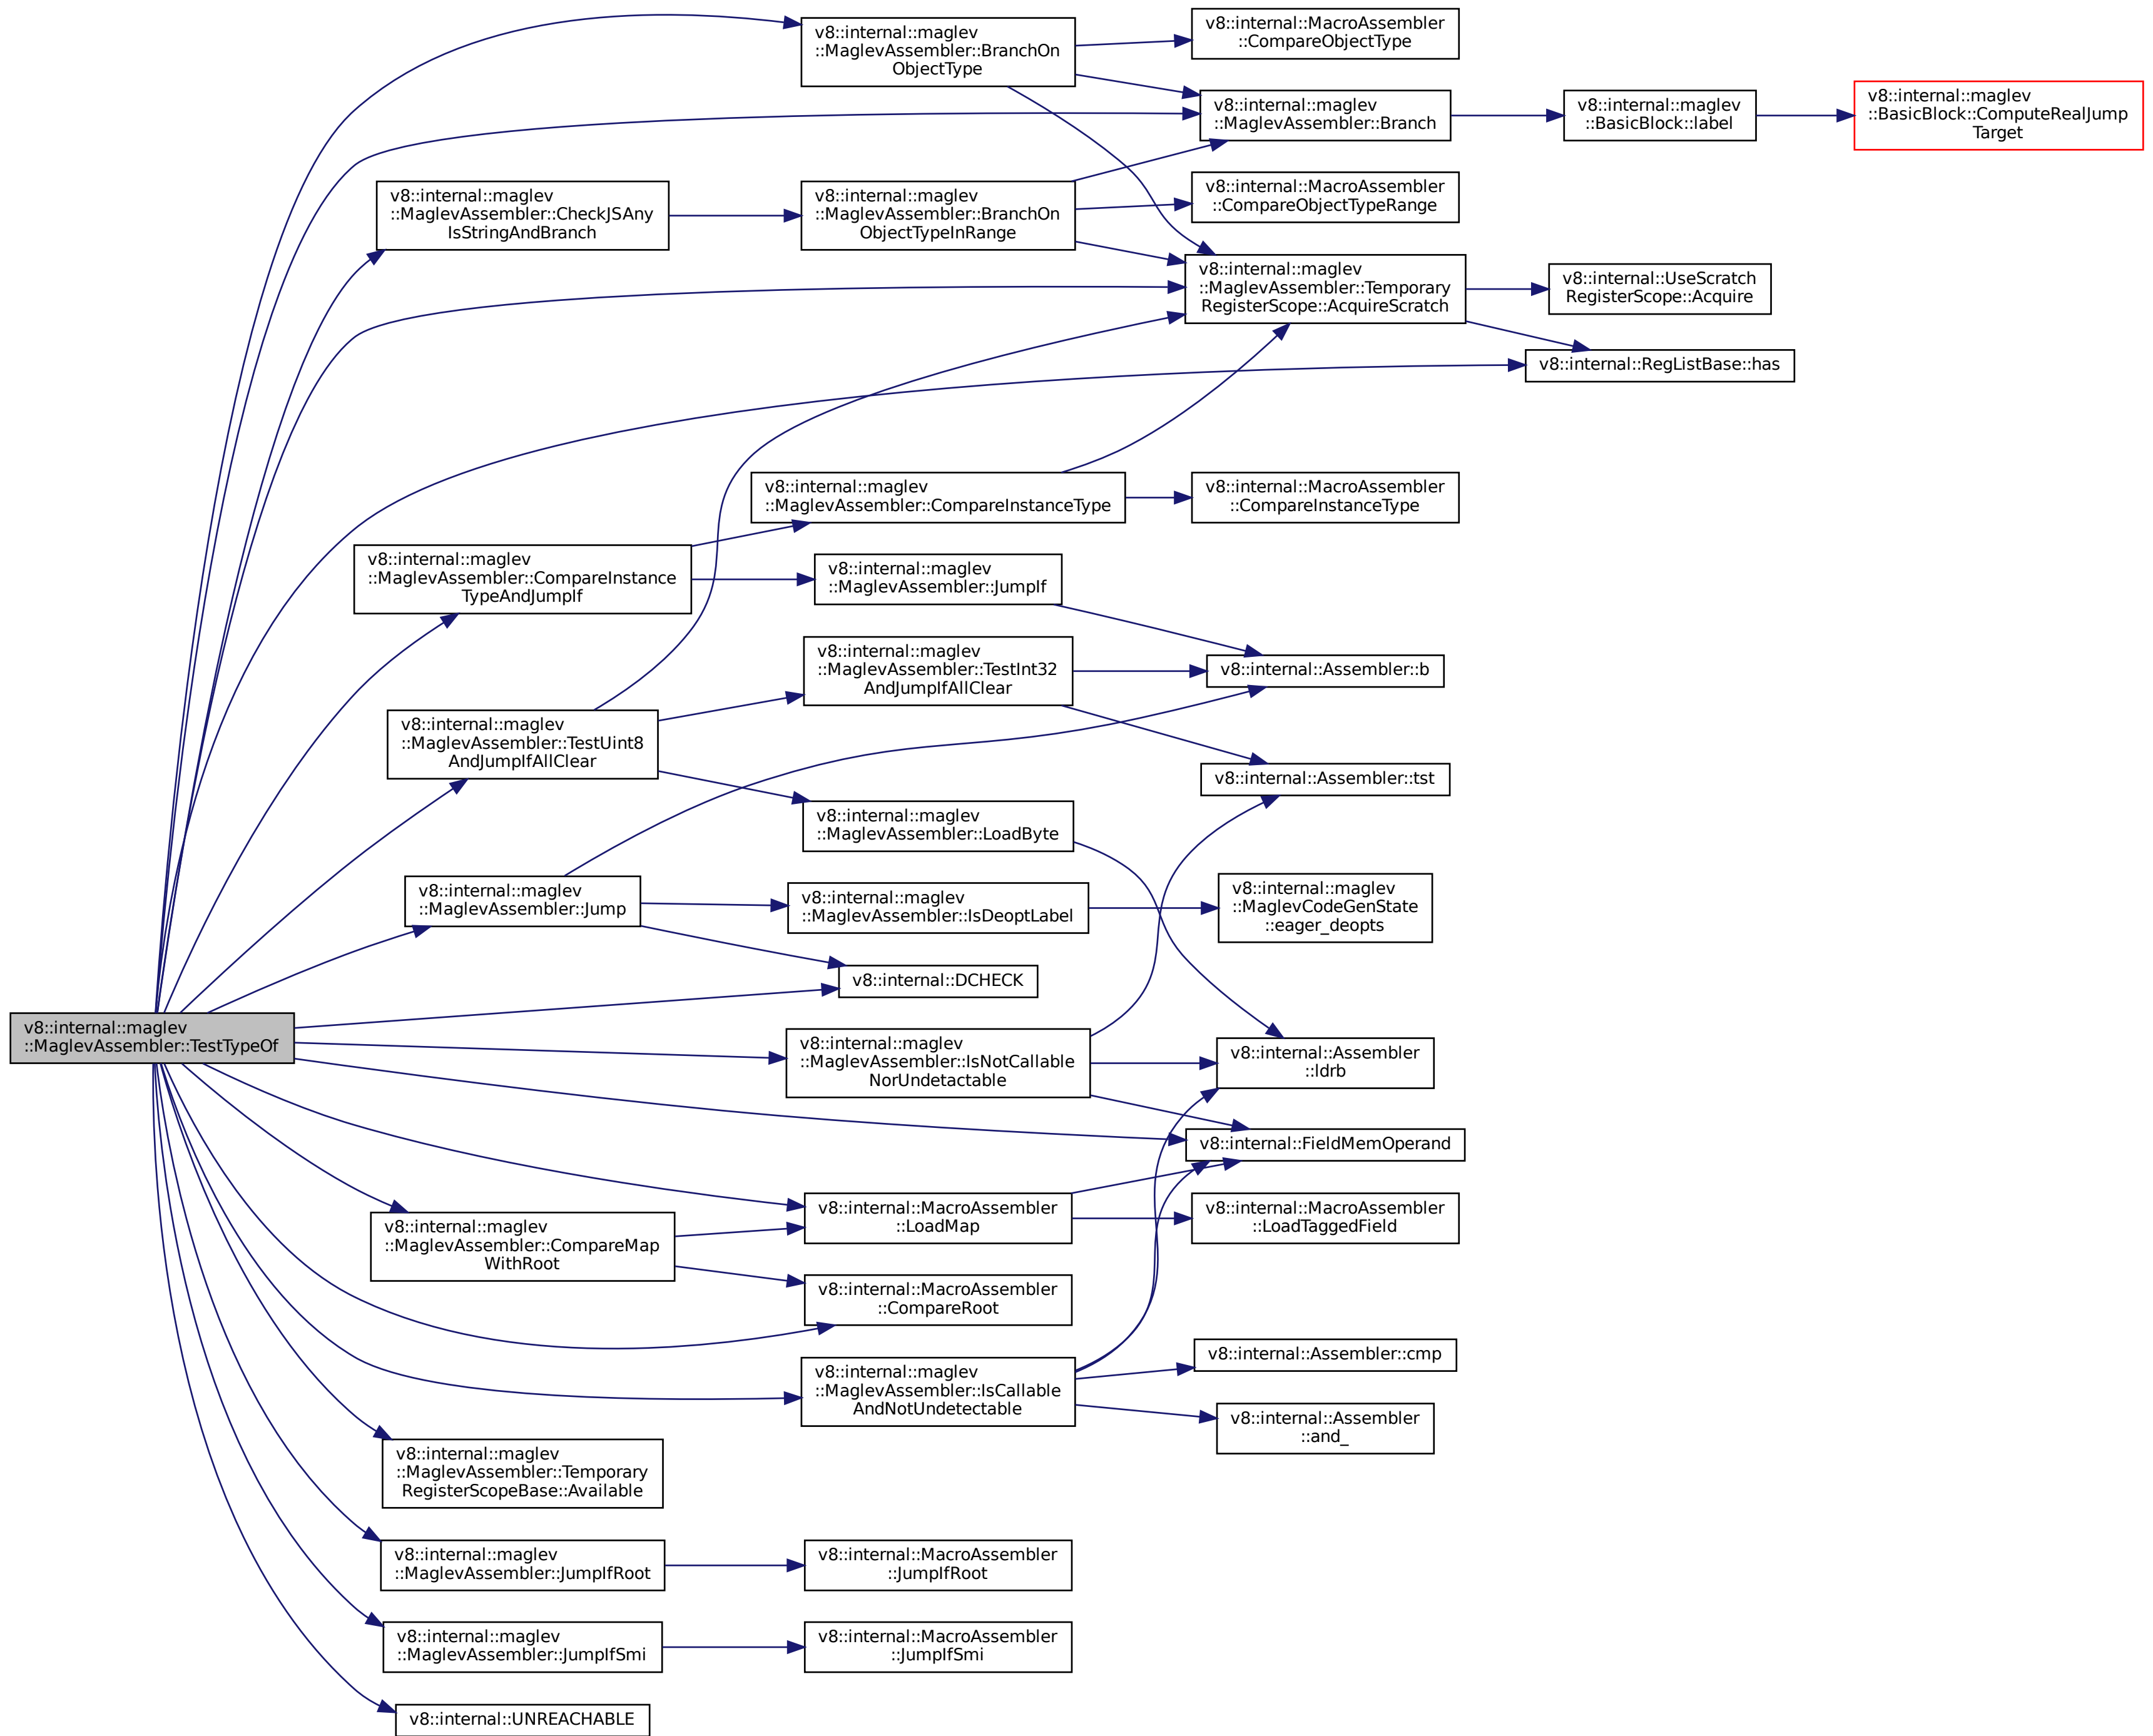 v8::internal::maglev
::MaglevAssembler::TestTypeOf
v8::internal::maglev
::MaglevAssembler::BranchOn
ObjectType
v8::internal::MacroAssembler
::CompareObjectType
v8::internal::maglev
::MaglevAssembler::Branch
v8::internal::maglev
::BasicBlock::label
v8::internal::maglev
::BasicBlock::ComputeRealJump
Target
v8::internal::maglev
::MaglevAssembler::CheckJSAny
IsStringAndBranch
v8::internal::maglev
::MaglevAssembler::BranchOn
ObjectTypeInRange
v8::internal::MacroAssembler
::CompareObjectTypeRange
v8::internal::maglev
::MaglevAssembler::Temporary
RegisterScope::AcquireScratch
v8::internal::UseScratch
RegisterScope::Acquire
v8::internal::RegListBase::has
v8::internal::maglev
::MaglevAssembler::CompareInstanceType
v8::internal::MacroAssembler
::CompareInstanceType
v8::internal::maglev
::MaglevAssembler::CompareInstance
TypeAndJumpIf
v8::internal::maglev
::MaglevAssembler::JumpIf
v8::internal::maglev
::MaglevAssembler::TestInt32
AndJumpIfAllClear
v8::internal::Assembler::b
v8::internal::maglev
::MaglevAssembler::TestUint8
AndJumpIfAllClear
v8::internal::Assembler::tst
v8::internal::maglev
::MaglevAssembler::LoadByte
v8::internal::maglev
::MaglevAssembler::Jump
v8::internal::maglev
::MaglevAssembler::IsDeoptLabel
v8::internal::maglev
::MaglevCodeGenState
::eager_deopts
v8::internal::DCHECK
v8::internal::maglev
::MaglevAssembler::IsNotCallable
NorUndetactable
v8::internal::Assembler
::ldrb
v8::internal::FieldMemOperand
v8::internal::MacroAssembler
::LoadMap
v8::internal::MacroAssembler
::LoadTaggedField
v8::internal::maglev
::MaglevAssembler::CompareMap
WithRoot
v8::internal::MacroAssembler
::CompareRoot
v8::internal::Assembler::cmp
v8::internal::maglev
::MaglevAssembler::IsCallable
AndNotUndetectable
v8::internal::Assembler
::and_
v8::internal::maglev
::MaglevAssembler::Temporary
RegisterScopeBase::Available
v8::internal::maglev
::MaglevAssembler::JumpIfRoot
v8::internal::MacroAssembler
::JumpIfRoot
v8::internal::maglev
::MaglevAssembler::JumpIfSmi
v8::internal::MacroAssembler
::JumpIfSmi
v8::internal::UNREACHABLE